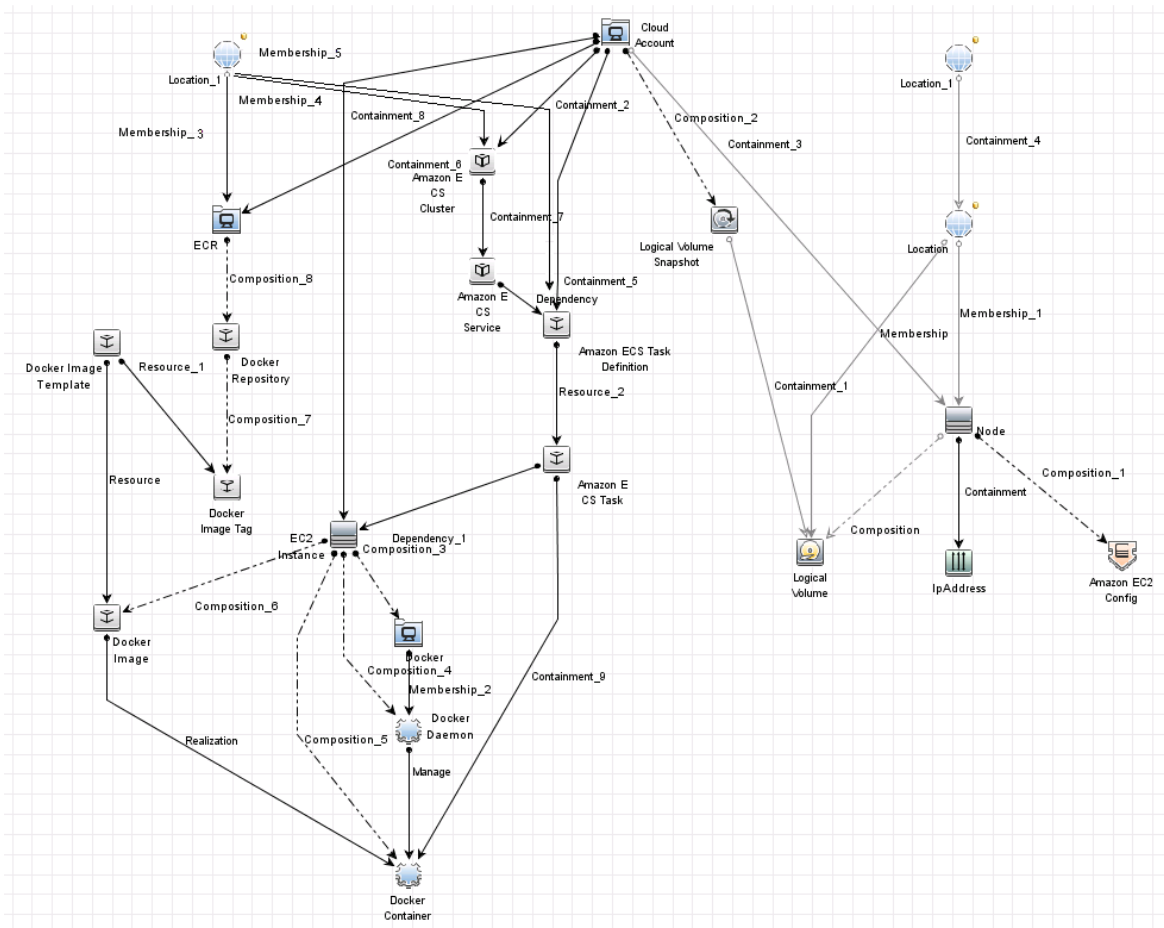 Cloud
Account
Membership_5
Location_1
Location_1
Membership_4
Containment_2
Containment_8
Composition_2
Membership_3
Containment_3
Containment_4
Containment_6
Amazon E
CS
Cluster
Containment_7
ECR
Logical Volume
Snapshot
Location
Composition_8
Containment_5
Amazon E
CS
Service
Dependency
Membership_1
Membership
Docker Image
Template
Resource_1
Docker
Repository
Amazon ECS Task
Definition
Containment_1
Resource_2
Composition_7
Node
Resource
Amazon E
CS Task
Composition_1
Containment
Docker
Image Tag
EC2
Instance
Dependency_1
Composition_3
Composition
Logical
Volume
IpAddress
Amazon EC2
Config
Composition_6
Docker
Image
Docker
Composition_4
Containment_9
Membership_2
Docker
Daemon
Realization
Composition_5
Manage
Docker
Container